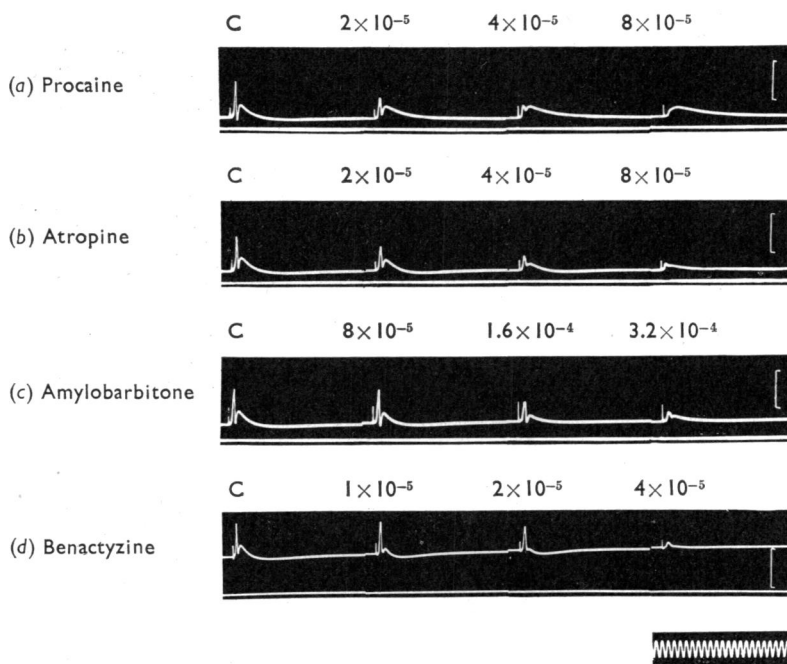 C 2×10⁻⁵ 4×10⁻⁵ 8×10⁻⁵
(a) Procaine
C 2×10⁻⁵ 4×10⁻⁵ 8×10⁻⁵
(b) Atropine
C 8×10⁻⁵ 1.6×10⁻⁴ 3.2×10⁻⁴
(c) Amylobarbitone
C 1×10⁻⁵ 2×10⁻⁵ 4×10⁻⁵
(d) Benactyzine